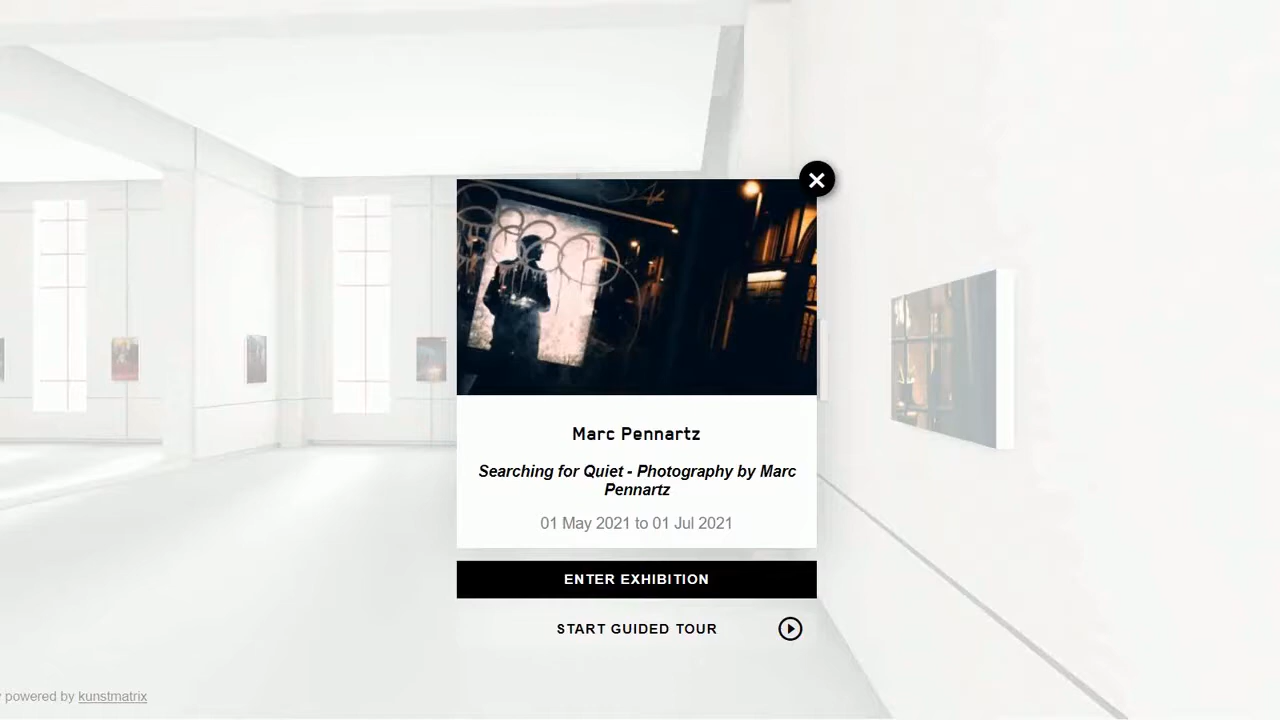 Marc Pennartz
Searching for Quiet - Photography by Marc
Pennartz
01 May 2021 to 01 Jul 2021
ENTER EXHIBITION
START GUIDED TOUR
powered by kunstmatrix